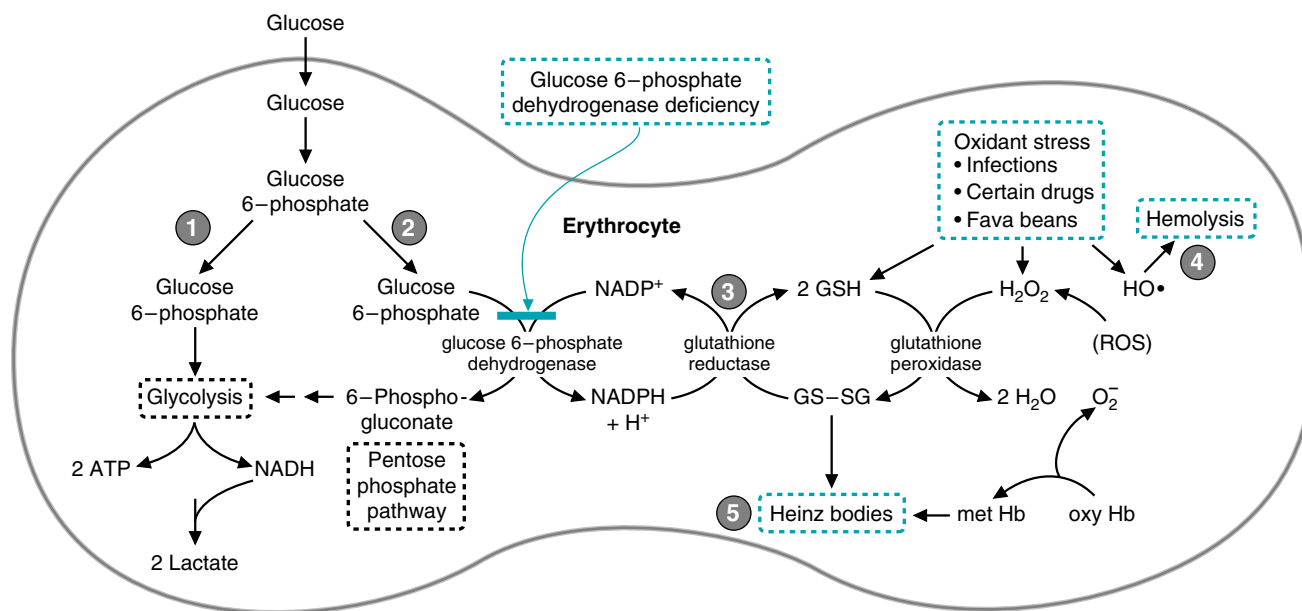 Glucose
Glucose
Glucose
6–phosphate
1
2
Glucose
6–phosphate
Glycolysis
2 ATP
NADH
2 Lactate
Glucose
6–phosphate
Glucose 6–phosphate
dehydrogenase deficiency
Erythrocyte
NADP⁺
glucose 6–phosphate
dehydrogenase
6–Phospho-
gluconate
NADPH
+ H⁺
Pentose
phosphate
pathway
3
2 GSH
glutathione
reductase
GS–SG
Oxidant stress
• Infections
• Certain drugs
• Fava beans
Hemolysis
4
H₂O₂
HO•
glutathione
peroxidase
(ROS)
2 H₂O
O₂⁻
5
Heinz bodies
met Hb
oxy Hb